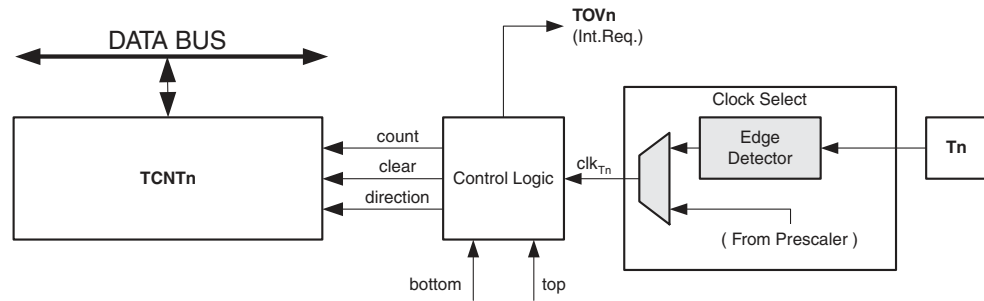 TOVn
(Int.Req.)
DATA BUS
Clock Select
count
Edge
Detector
Tn
TCNTn
clear
Control Logic
clkTn
direction
( From Prescaler )
bottom
top